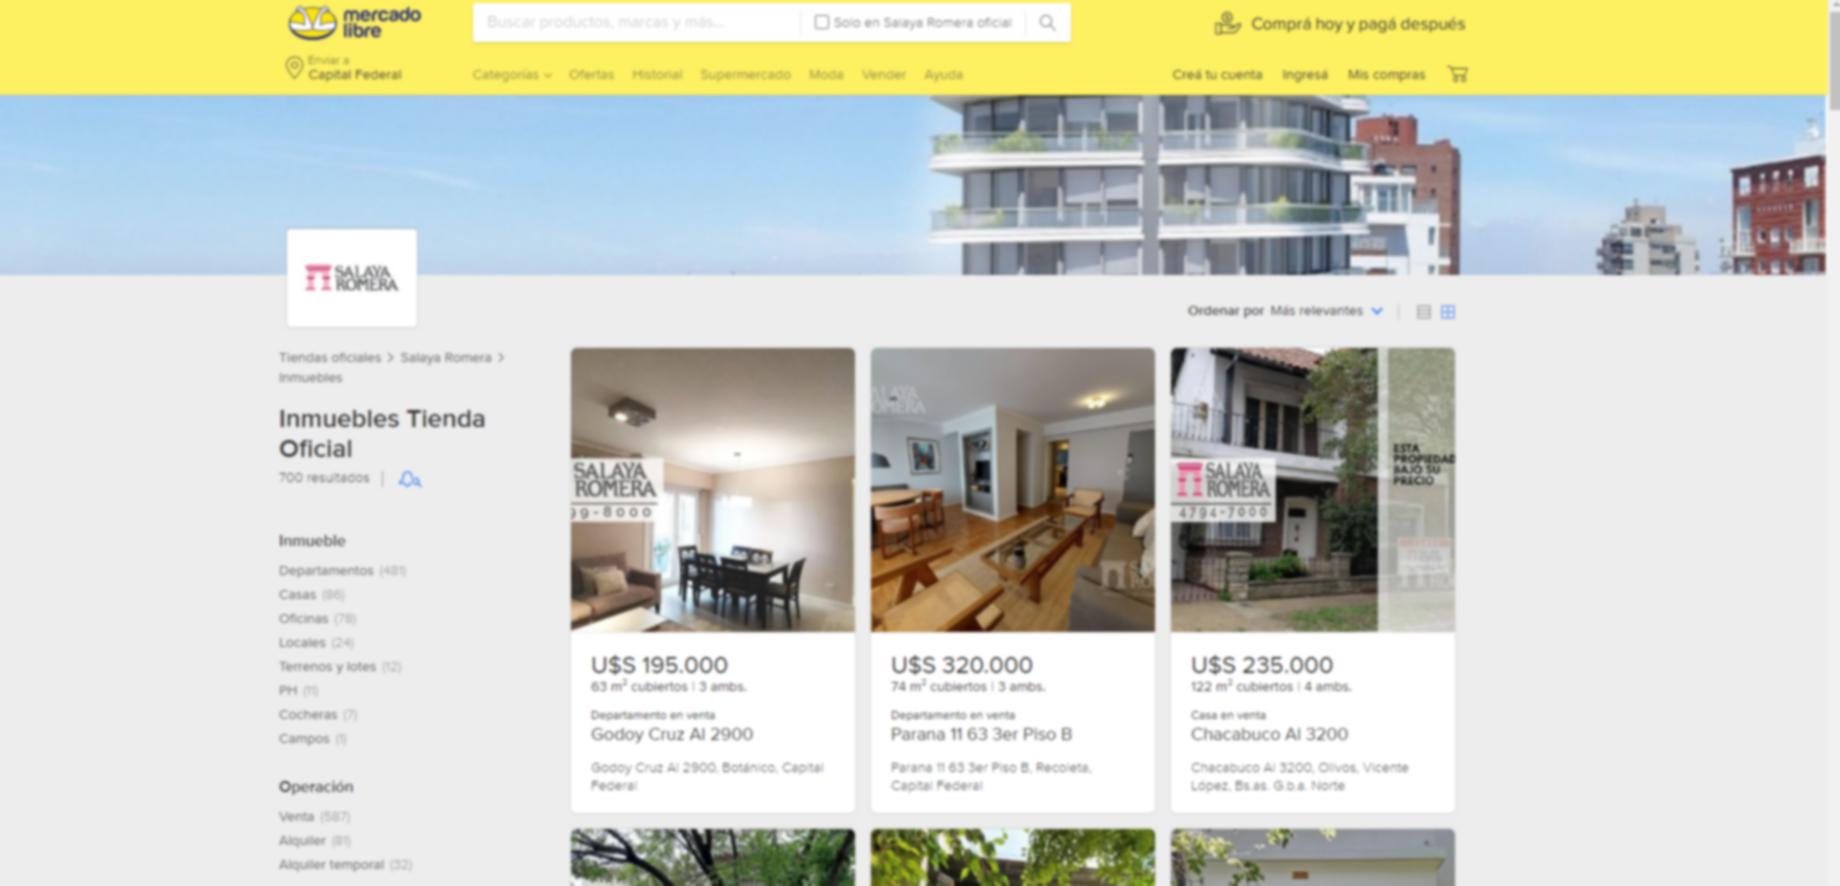 mercado
libre
Buscar productos, marcas y más...
Solo en Salaya Romera oficial
Comprá hoy y pagá después
Enviar a
Capital Federal
Categorías
Ofertas
Historial
Supermercado
Moda
Vender
Ayuda
Creá tu cuenta
Ingresá
Mis compras
SALAYA
ROMERA
Ordenar por Más relevantes
Tiendas oficiales > Salaya Romera >
Inmuebles
Inmuebles Tienda
Oficial
700 resultados
Inmueble
Departamentos (481)
Casas (86)
Oficinas (78)
Locales (24)
Terrenos y lotes (12)
PH (11)
Cocheras (7)
Campos (1)
Operación
Venta (587)
Alquiler (81)
Alquiler temporal (32)
SALAYA
ROMERA
99-8000
U$S 195.000
63 m² cubiertos | 3 ambs.
Departamento en venta
Godoy Cruz Al 2900
Godoy Cruz Al 2900, Botánico, Capital
Federal
ALAYA
OMERA
U$S 320.000
74 m² cubiertos | 3 ambs.
Departamento en venta
Parana 11 63 3er Piso B
Parana 11 63 3er Piso B, Recoleta,
Capital Federal
SALAYA
ROMERA
4794-7000
ESTA
PROPIEDAD
BAJO SU
PRECIO
U$S 235.000
122 m² cubiertos | 4 ambs.
Casa en venta
Chacabuco Al 3200
Chacabuco Al 3200, Olivos, Vicente
López, Bs.as. G.b.a. Norte